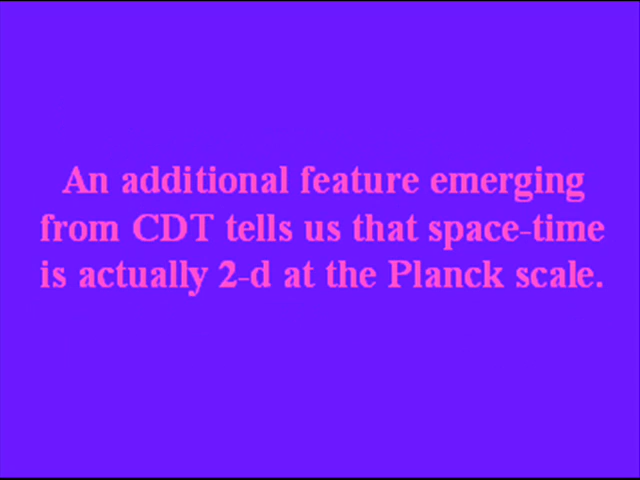 An additional feature emerging
from CDT tells us that space-time
is actually 2-d at the Planck scale.